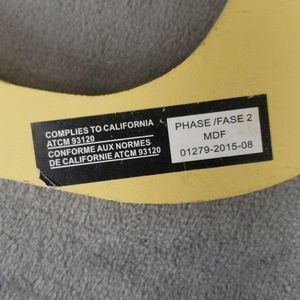 COMPLIES TO CALIFORNIA
ATCM 93120
CONFORME AUX NORMES
DE CALIFORNIE ATCM 93120
PHASE /FASE 2
MDF
01279-2015-08